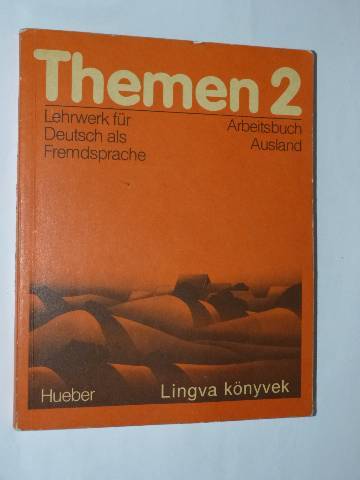 Themen 2
Lehrwerk für
Deutsch als
Fremdsprache
Arbeitsbuch
Ausland
Hueber
Lingva könyvek